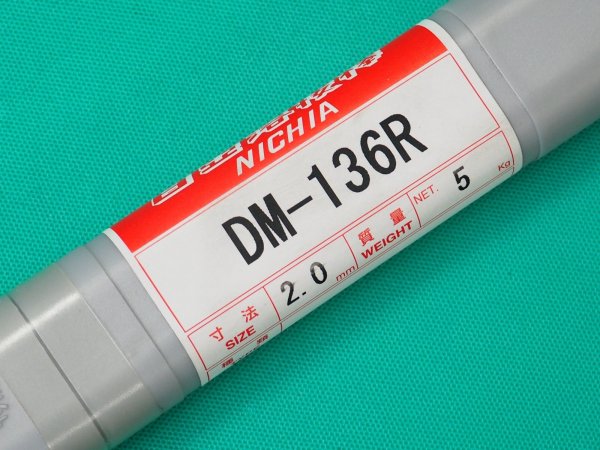 NICHIA
DM-136R
寸法 2.0 mm 質量 NET. 5 Kg
SIZE WEIGHT